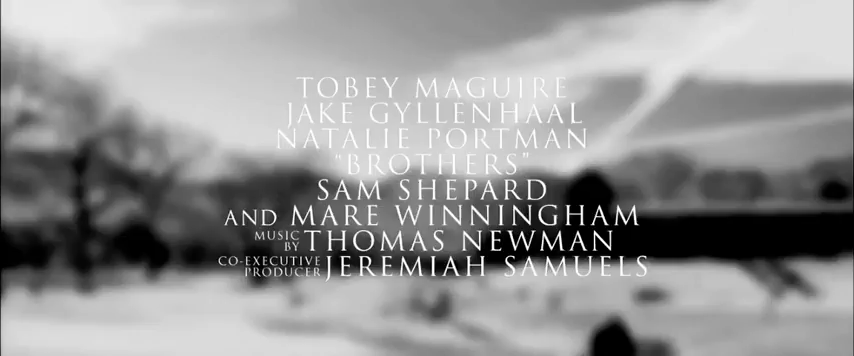 TOBEY MAGUIRE
JAKE GYLLENHAAL
NATALIE PORTMAN
"BROTHERS"
SAM SHEPARD
AND MARE WINNINGHAM
MUSIC BY THOMAS NEWMAN
CO-EXECUTIVE PRODUCER JEREMIAH SAMUELS